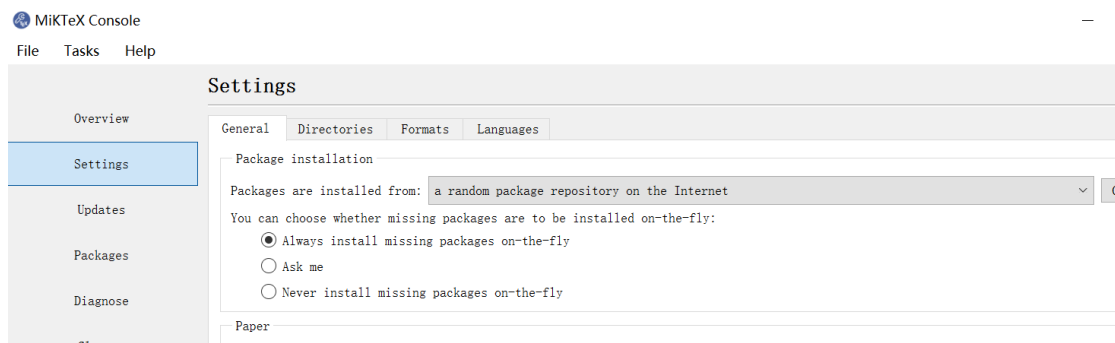 MiKTeX Console
File Tasks Help
Settings
Overview
Settings
Updates
Packages
Diagnose
General Directories Formats Languages
Package installation
Packages are installed from: a random package repository on the Internet
You can choose whether missing packages are to be installed on-the-fly:
Always install missing packages on-the-fly
Ask me
Never install missing packages on-the-fly
Paper